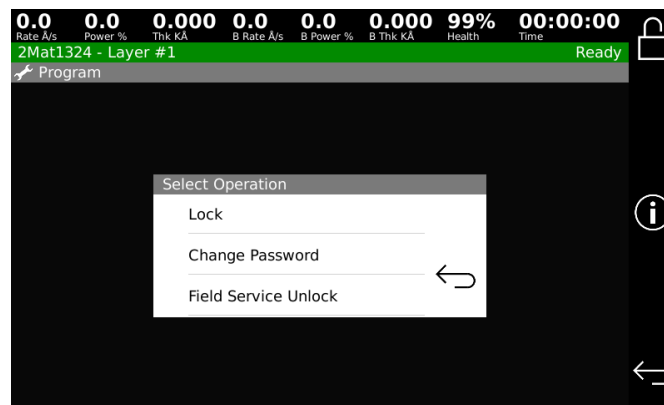 0.0 0.0 0.000 0.0 0.0 0.000 99% 00:00:00
Rate Å/s Power % Thk KÅ B Rate Å/s B Power % B Thk KÅ Health Time
2Mat1324 - Layer #1 Ready
Program
Select Operation
Lock
Change Password
Field Service Unlock